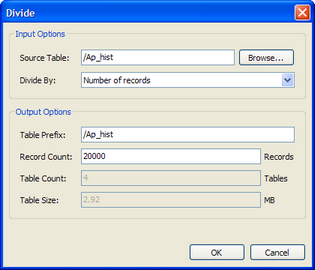 Divide
Input Options
Source Table: /Ap_hist Browse...
Divide By: Number of records
Output Options
Table Prefix: /Ap_hist
Record Count: 20000 Records
Table Count: 4 Tables
Table Size: 2.92 MB
OK Cancel